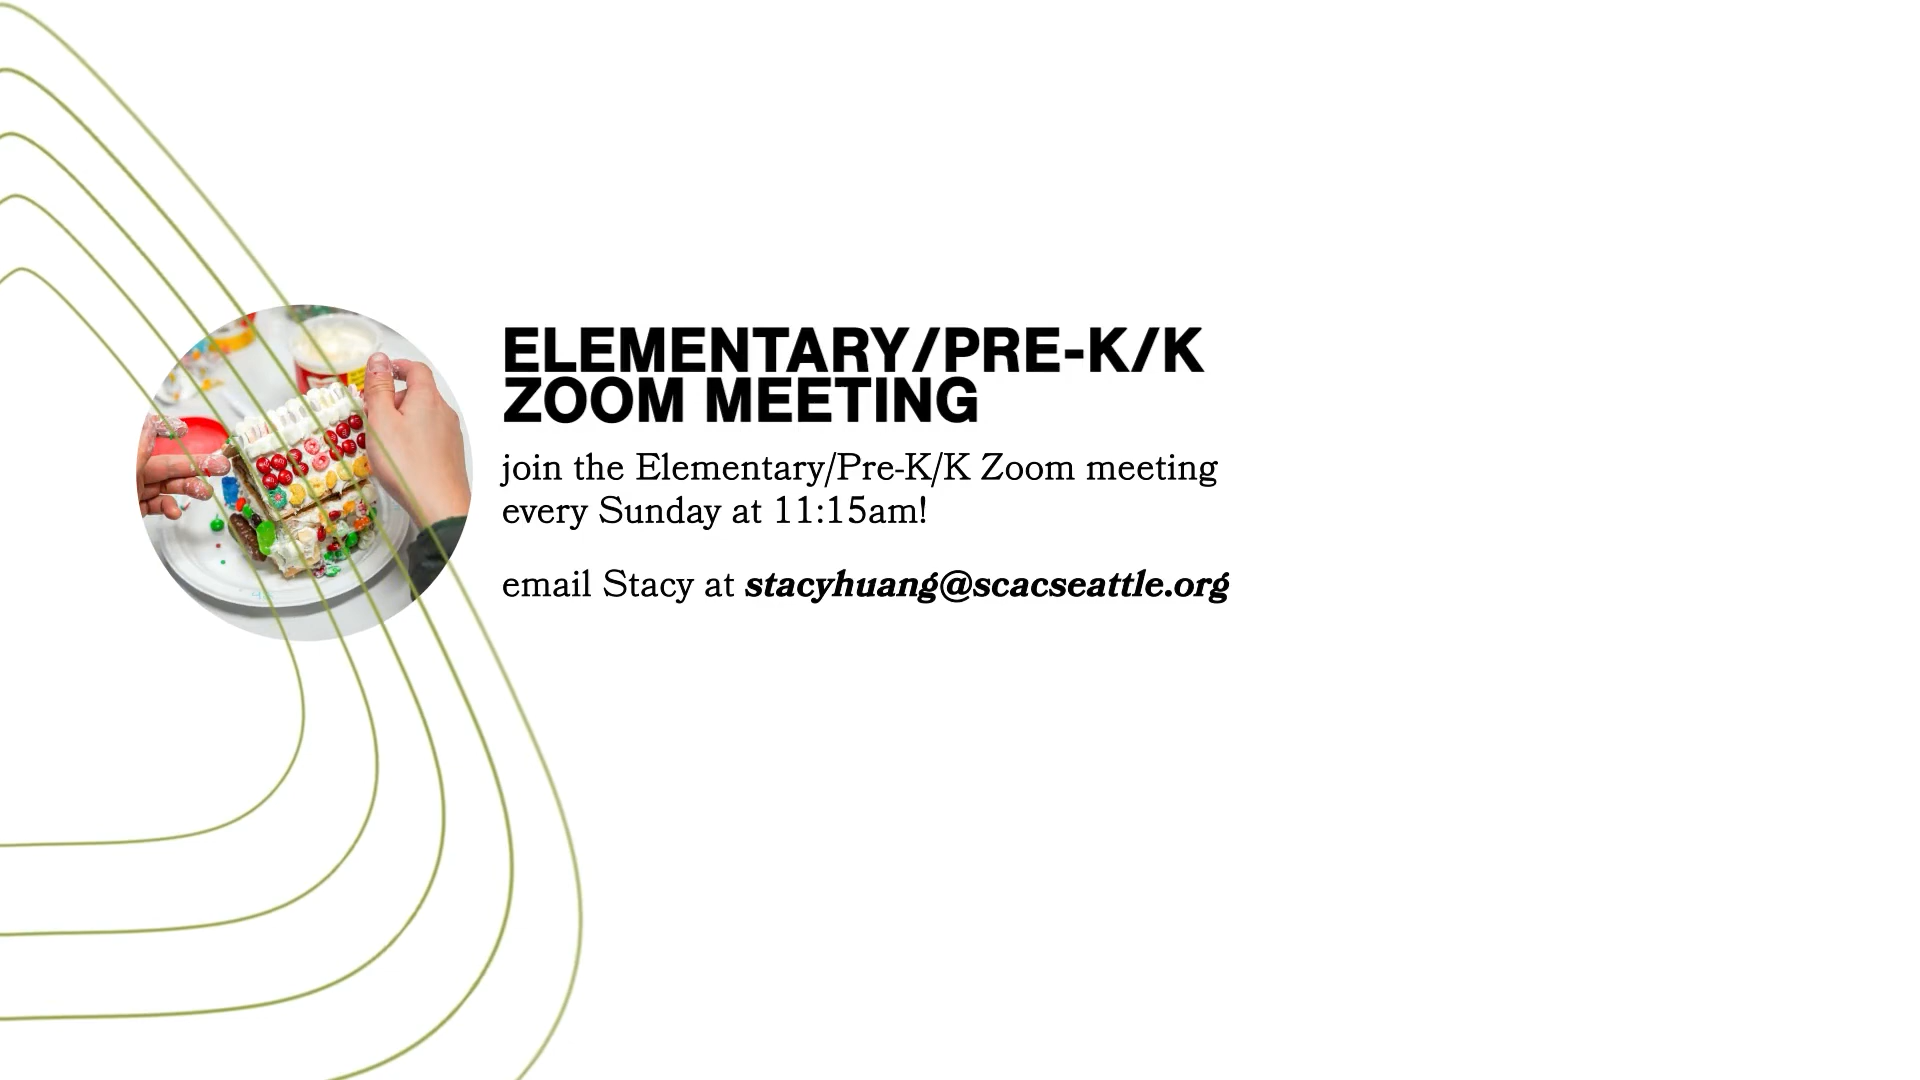 ELEMENTARY/PRE-K/K
ZOOM MEETING
join the Elementary/Pre-K/K Zoom meeting
every Sunday at 11:15am!
email Stacy at stacyhuang@scacseattle.org